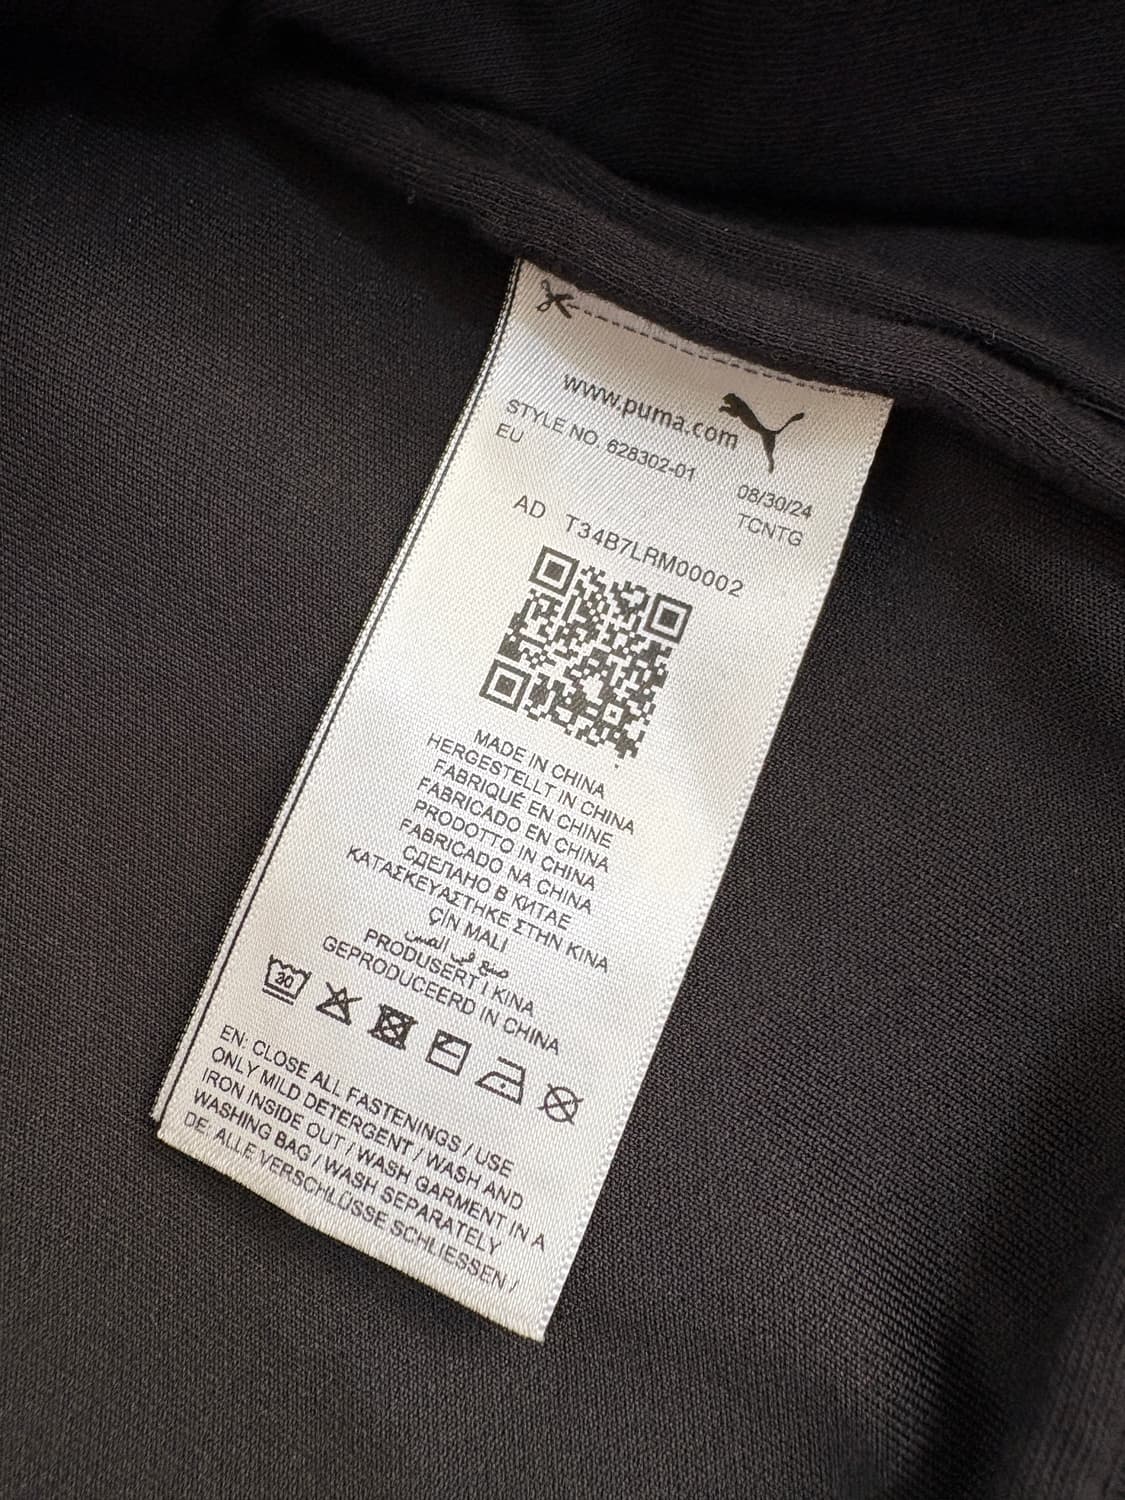 www.puma.com
STYLE NO. 628302-01 08/30/24
EU TCNTG
AD T34B7LRM00002
MADE IN CHINA
HERGESTELLT IN CHINA
FABRIQUÉ EN CHINE
FABRICADO EN CHINA
PRODOTTO IN CHINA
FABRICADO NA CHINA
СДЕЛАНО В КИТАЕ
ΚΑΤΑΣΚΕΥΑΣΤΗΚΕ ΣΤΗΝ ΚΙΝΑ
ÇİN MALI
صنع في الصين
PRODUSERT I KINA
GEPRODUCEERD IN CHINA
30
EN: CLOSE ALL FASTENINGS / USE
ONLY MILD DETERGENT / WASH AND
IRON INSIDE OUT / WASH GARMENT IN A
WASHING BAG / WASH SEPARATELY
DE: ALLE VERSCHLÜSSE SCHLIESSEN /